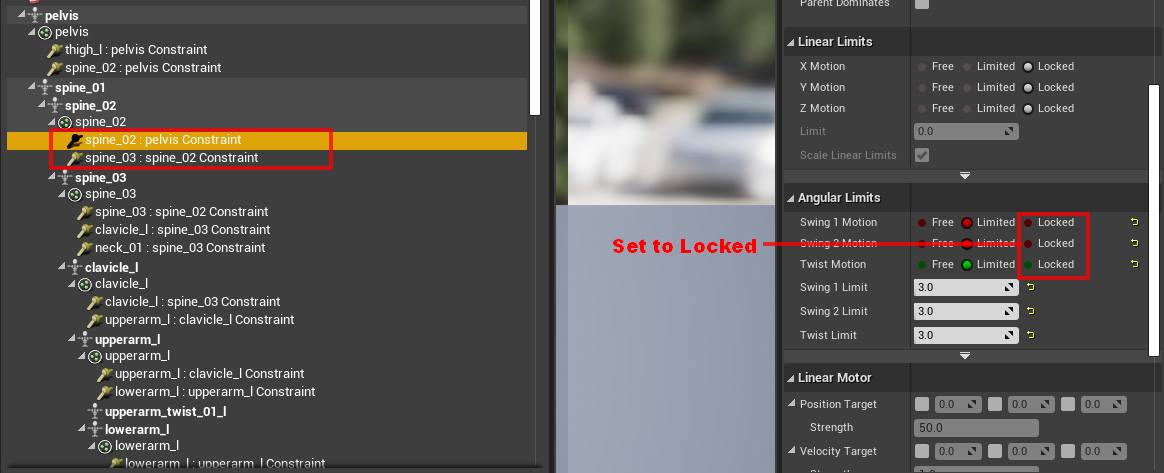 pelvis
pelvis
thigh_l : pelvis Constraint
spine_02 : pelvis Constraint
spine_01
spine_02
spine_02
spine_02 : pelvis Constraint
spine_03 : spine_02 Constraint
spine_03
spine_03
spine_03 : spine_02 Constraint
clavicle_l : spine_03 Constraint
neck_01 : spine_03 Constraint
clavicle_l
clavicle_l
clavicle_l : spine_03 Constraint
upperarm_l : clavicle_l Constraint
upperarm_l
upperarm_l
upperarm_l : clavicle_l Constraint
lowerarm_l : upperarm_l Constraint
upperarm_twist_01_l
lowerarm_l
lowerarm_l
lowerarm_l : upperarm_l Constraint
Set to Locked
Parent Dominates
Linear Limits
X Motion Free Limited Locked
Y Motion Free Limited Locked
Z Motion Free Limited Locked
Limit 0.0
Scale Linear Limits
Angular Limits
Swing 1 Motion Free Limited Locked
Swing 2 Motion Free Limited Locked
Twist Motion Free Limited Locked
Swing 1 Limit 3.0
Swing 2 Limit 3.0
Twist Limit 3.0
Linear Motor
Position Target 0.0 0.0 0.0
Strength 50.0
Velocity Target 0.0 0.0 0.0